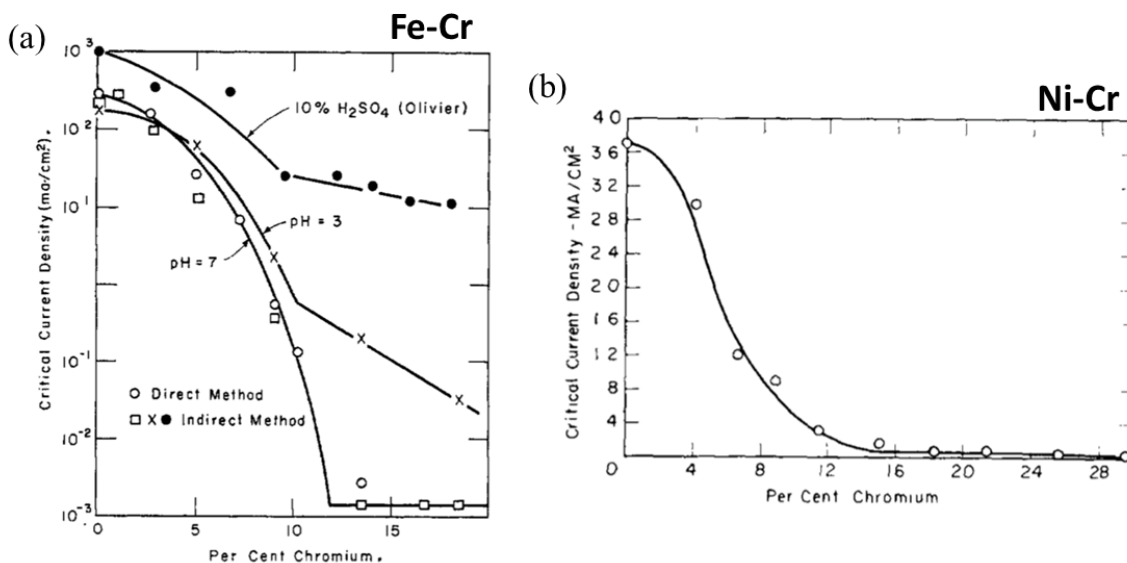 (a)
Fe-Cr
10³
10²
10¹
10⁻¹
10⁻²
10⁻³
Critical Current Density (ma/cm²).
10% H₂SO₄ (Olivier)
pH = 3
pH = 7
○ Direct Method
□ X ● Indirect Method
0 5 10 15
Per Cent Chromium.
(b)
Ni-Cr
40
36
32
28
24
20
16
12
8
4
0
Critical Current Density - MA/CM²
0 4 8 12 16 20 24 28
Per Cent Chromium